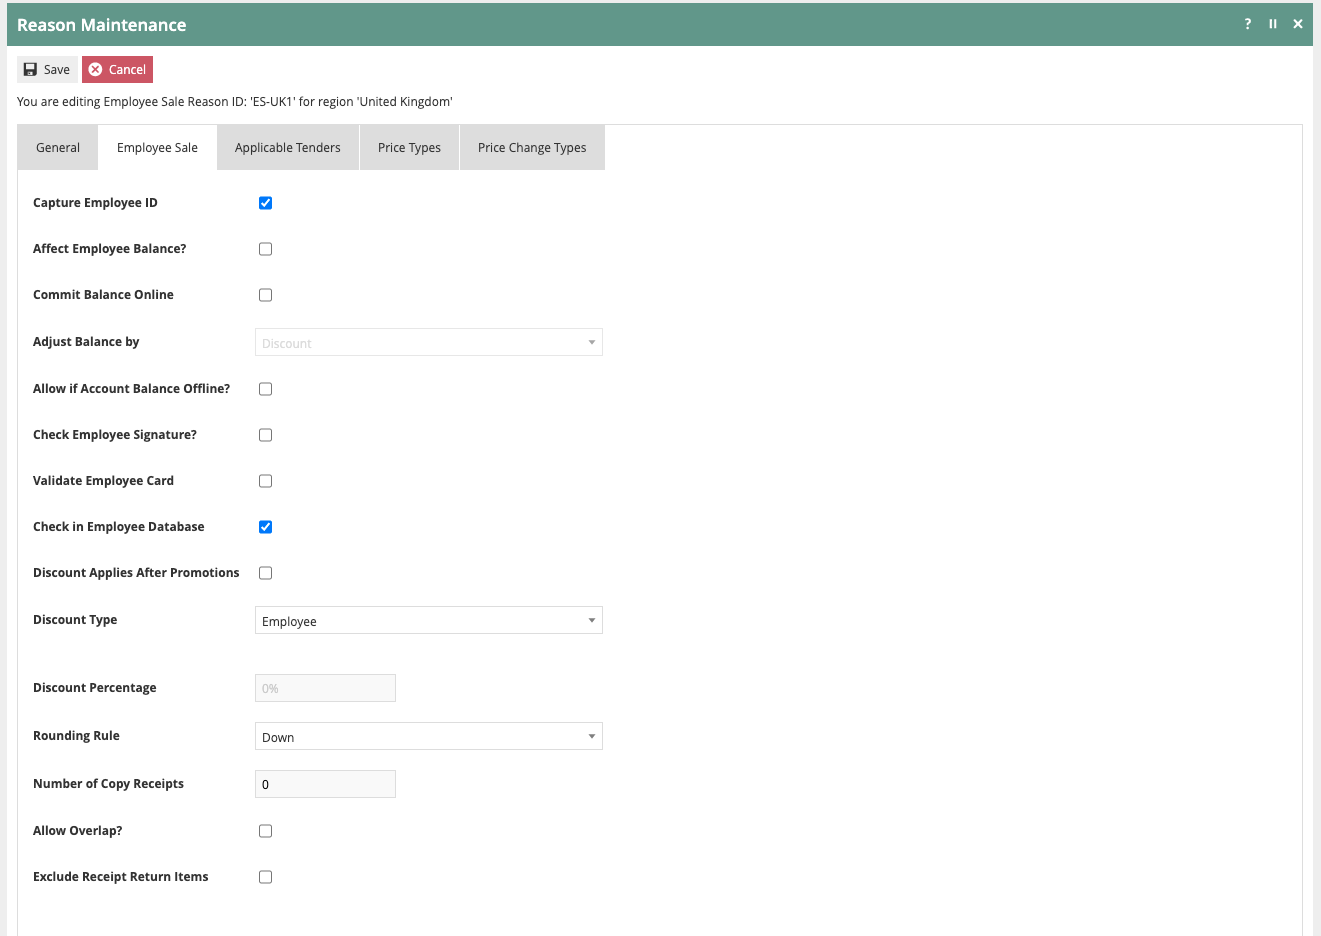 Reason Maintenance
?
Save
Cancel
You are editing Employee Sale Reason ID: 'ES-UK1' for region 'United Kingdom'
General
Employee Sale
Applicable Tenders
Price Types
Price Change Types
Capture Employee ID
Affect Employee Balance?
Commit Balance Online
Adjust Balance by
Discount
Allow if Account Balance Offline?
Check Employee Signature?
Validate Employee Card
Check in Employee Database
Discount Applies After Promotions
Discount Type
Employee
Discount Percentage
0%
Rounding Rule
Down
Number of Copy Receipts
0
Allow Overlap?
Exclude Receipt Return Items